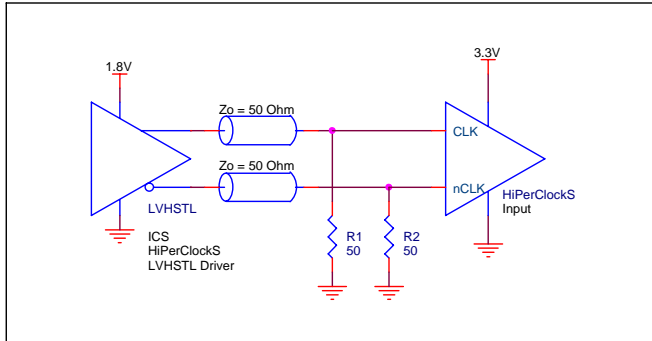 1.8V
3.3V
Zo = 50 Ohm
CLK
Zo = 50 Ohm
nCLK
LVHSTL
HiPerClockS
Input
ICS
HiPerClockS
LVHSTL Driver
R1
50
R2
50